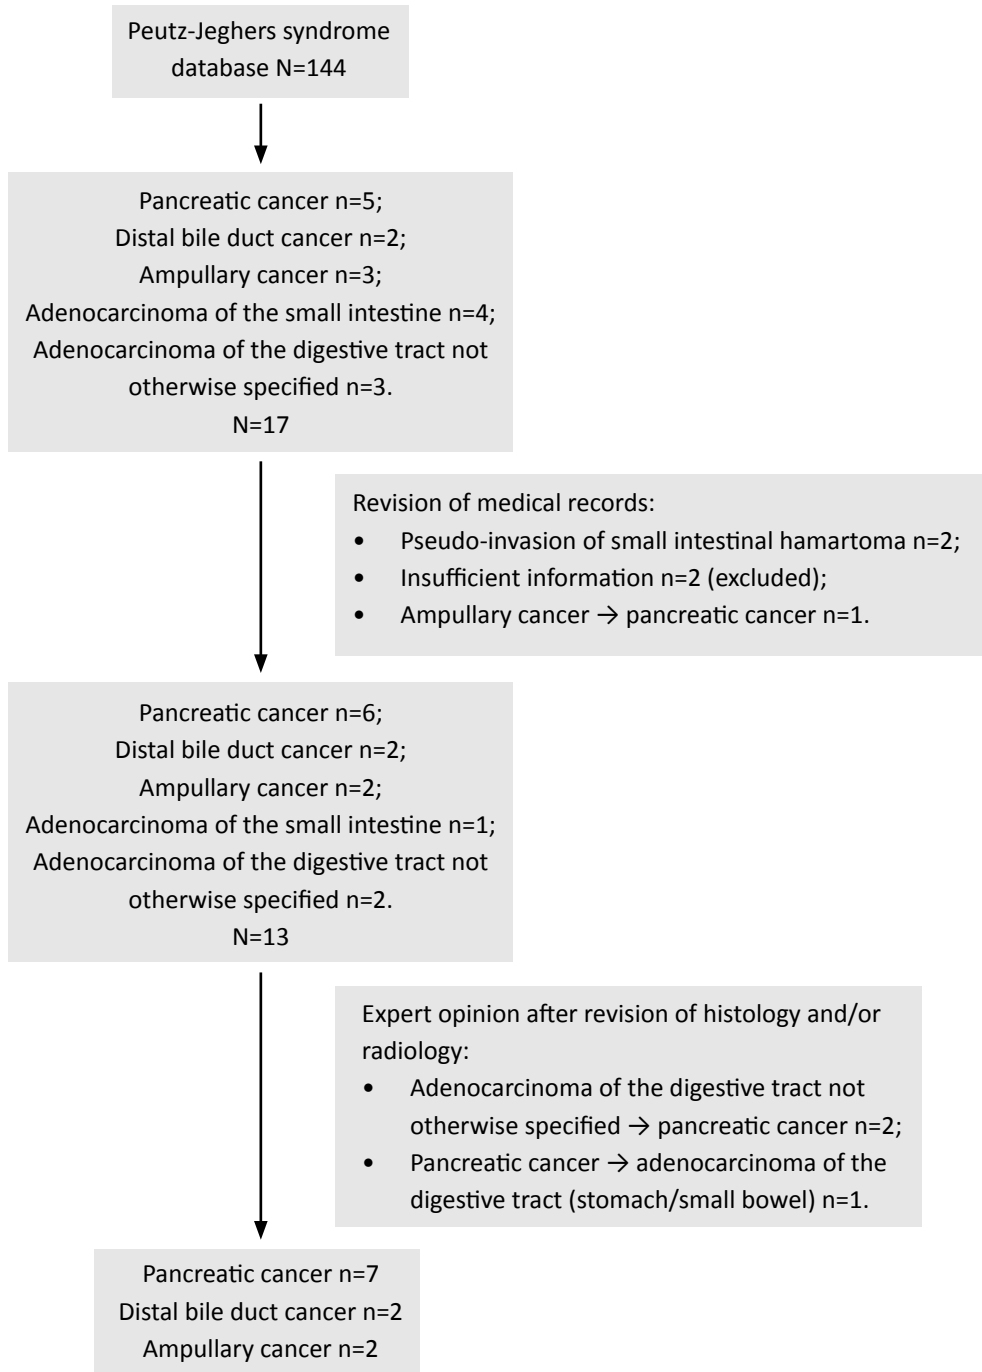 Peutz-Jeghers syndrome
database N=144
Pancreatic cancer n=5;
Distal bile duct cancer n=2;
Ampullary cancer n=3;
Adenocarcinoma of the small intestine n=4;
Adenocarcinoma of the digestive tract not
otherwise specified n=3.
N=17
Revision of medical records:
• Pseudo-invasion of small intestinal hamartoma n=2;
• Insufficient information n=2 (excluded);
• Ampullary cancer → pancreatic cancer n=1.
Pancreatic cancer n=6;
Distal bile duct cancer n=2;
Ampullary cancer n=2;
Adenocarcinoma of the small intestine n=1;
Adenocarcinoma of the digestive tract not
otherwise specified n=2.
N=13
Expert opinion after revision of histology and/or
radiology:
• Adenocarcinoma of the digestive tract not
otherwise specified → pancreatic cancer n=2;
• Pancreatic cancer → adenocarcinoma of the
digestive tract (stomach/small bowel) n=1.
Pancreatic cancer n=7
Distal bile duct cancer n=2
Ampullary cancer n=2